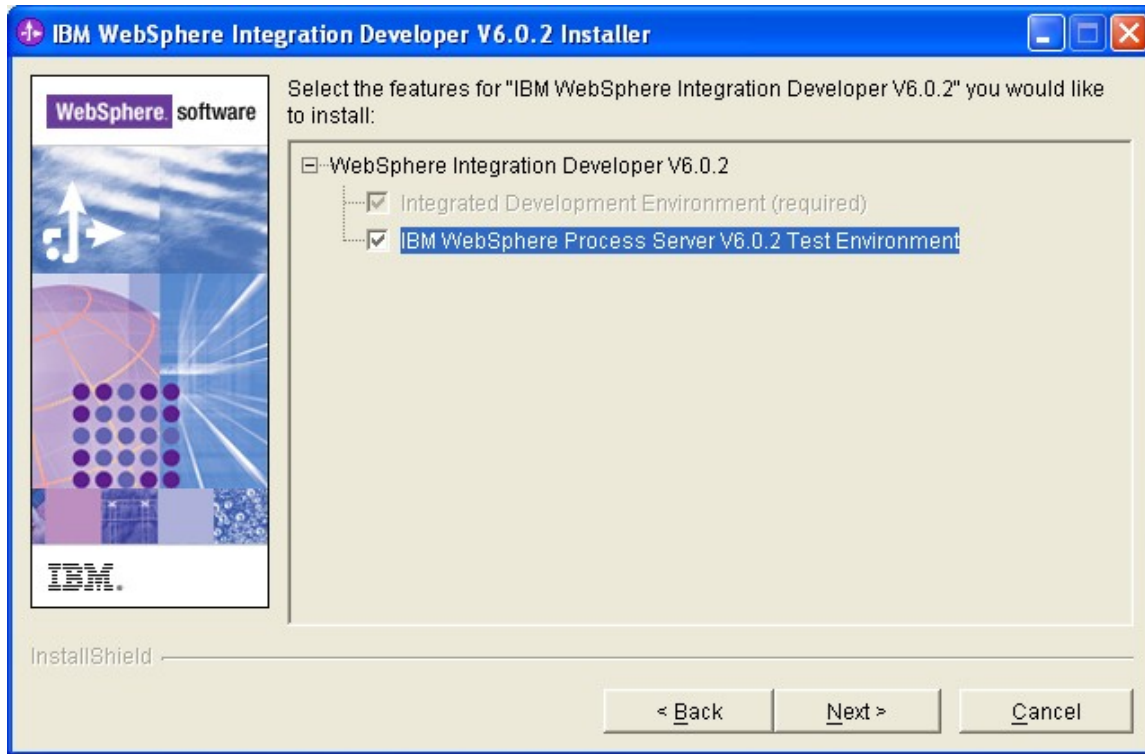 IBM WebSphere Integration Developer V6.0.2 Installer
WebSphere. software
Select the features for "IBM WebSphere Integration Developer V6.0.2" you would like
to install:
WebSphere Integration Developer V6.0.2
Integrated Development Environment (required)
IBM WebSphere Process Server V6.0.2 Test Environment
IBM.
InstallShield
< Back
Next >
Cancel